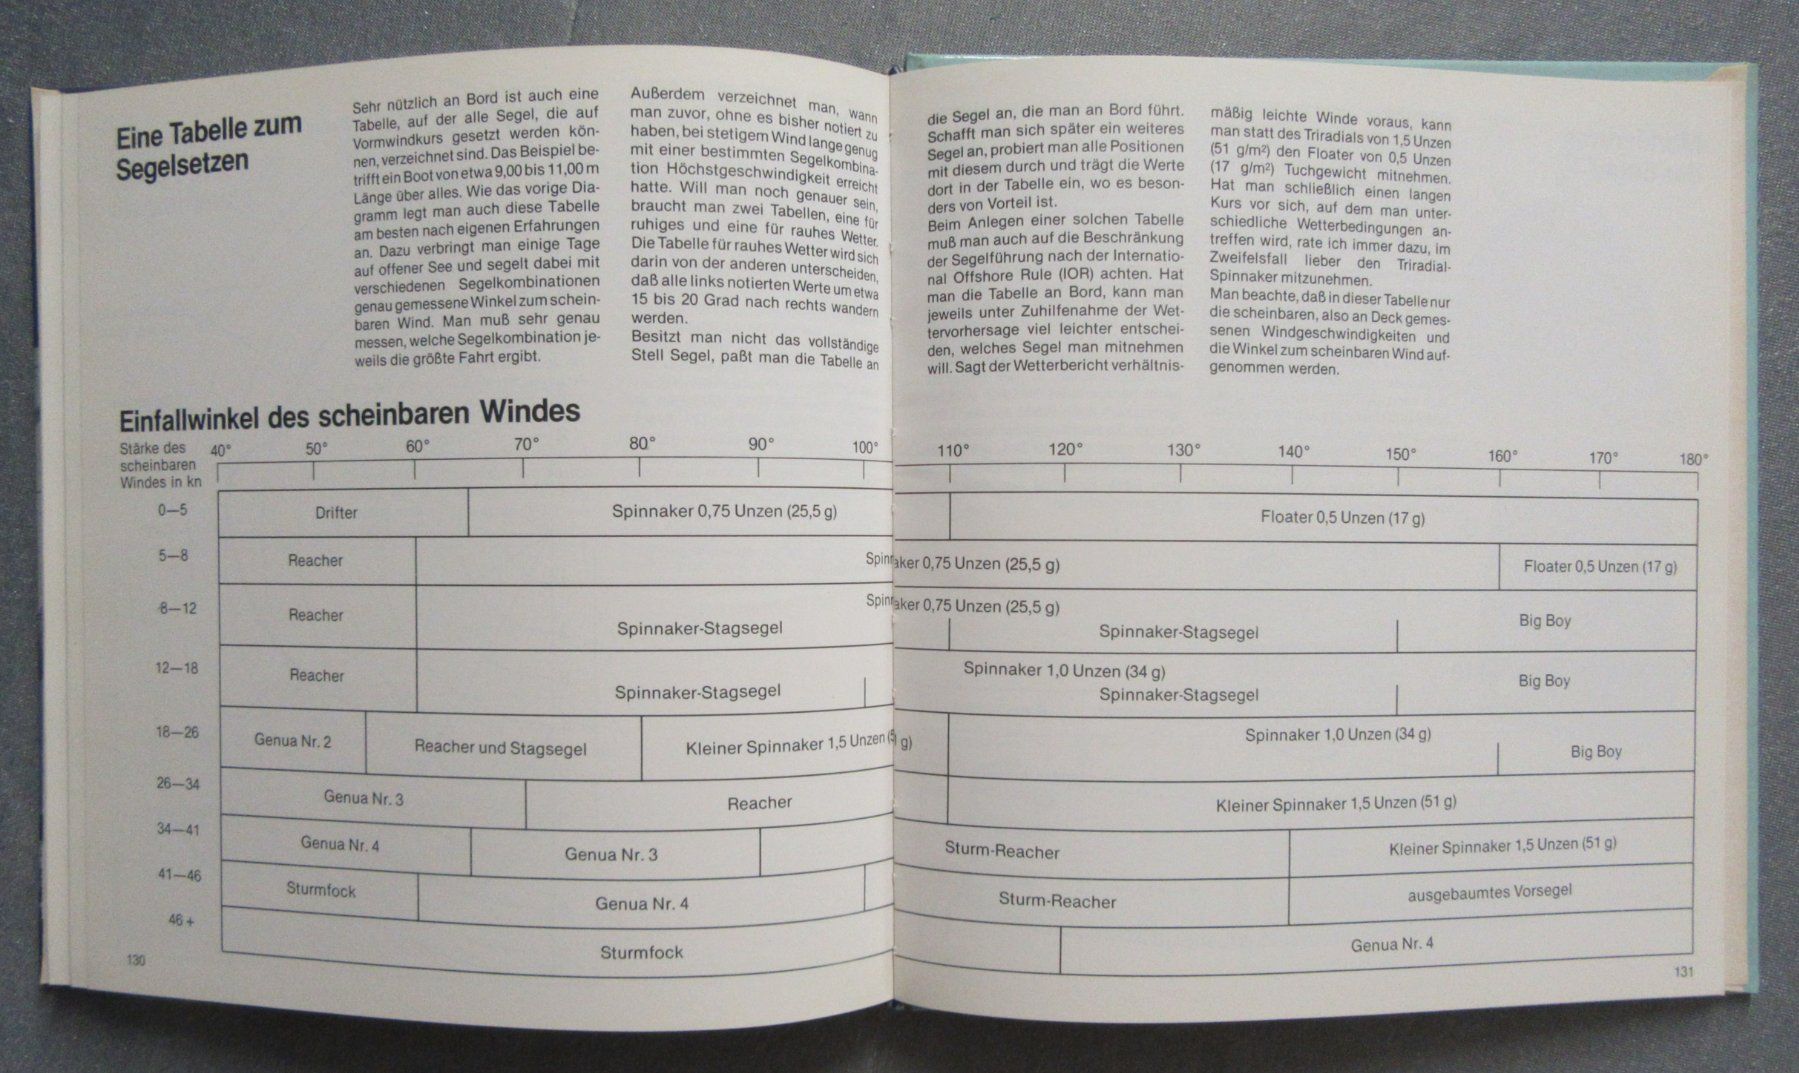 Eine Tabelle zum
Segelsetzen
Sehr nützlich an Bord ist auch eine
Tabelle, auf der alle Segel, die auf
Vormwindkurs gesetzt werden kön-
nen, verzeichnet sind. Das Beispiel be-
trifft ein Boot von etwa 9,00 bis 11,00 m
Länge über alles. Wie das vorige Dia-
gramm legt man auch diese Tabelle
am besten nach eigenen Erfahrungen
an. Dazu verbringt man einige Tage
auf offener See und segelt dabei mit
verschiedenen Segelkombinationen
genau gemessene Winkel zum schein-
baren Wind. Man muß sehr genau
messen, welche Segelkombination je-
weils die größte Fahrt ergibt.
Außerdem verzeichnet man, wann
man zuvor, ohne es bisher notiert zu
haben, bei stetigem Wind lange genug
mit einer bestimmten Segelkombina-
tion Höchstgeschwindigkeit erreicht
hatte. Will man noch genauer sein,
braucht man zwei Tabellen, eine für
ruhiges und eine für rauhes Wetter.
Die Tabelle für rauhes Wetter wird sich
darin von der anderen unterscheiden,
daß alle links notierten Werte um etwa
15 bis 20 Grad nach rechts wandern
werden.
Besitzt man nicht das vollständige
Stell Segel, paßt man die Tabelle an
die Segel an, die man an Bord führt.
Schafft man sich später ein weiteres
Segel an, probiert man alle Positionen
mit diesem durch und trägt die Werte
dort in der Tabelle ein, wo es beson-
ders von Vorteil ist.
Beim Anlegen einer solchen Tabelle
muß man auch auf die Beschränkung
der Segelführung nach der Internatio-
nal Offshore Rule (IOR) achten. Hat
man die Tabelle an Bord, kann man
jeweils unter Zuhilfenahme der Wet-
tervorhersage viel leichter entschei-
den, welches Segel man mitnehmen
will. Sagt der Wetterbericht verhältnis-
mäßig leichte Winde voraus, kann
man statt des Triradials von 1,5 Unzen
(51 g/m²) den Floater von 0,5 Unzen
(17 g/m²) Tuchgewicht mitnehmen.
Hat man schließlich einen langen
Kurs vor sich, auf dem man unter-
schiedliche Wetterbedingungen an-
treffen wird, rate ich immer dazu, im
Zweifelsfall lieber den Triradial-
Spinnaker mitzunehmen.
Man beachte, daß in dieser Tabelle nur
die scheinbaren, also an Deck gemes-
senen Windgeschwindigkeiten und
die Winkel zum scheinbaren Wind auf-
genommen werden.
Einfallwinkel des scheinbaren Windes
Stärke des
scheinbaren
Windes in kn
40° 50° 60° 70° 80° 90° 100° 110° 120° 130° 140° 150° 160° 170° 180°
0—5 Drifter Spinnaker 0,75 Unzen (25,5 g) Floater 0,5 Unzen (17 g)
5—8 Reacher Spinnaker 0,75 Unzen (25,5 g) Floater 0,5 Unzen (17 g)
Spinnaker 0,75 Unzen (25,5 g)
8—12 Reacher Spinnaker-Stagsegel Spinnaker-Stagsegel Big Boy
Spinnaker 1,0 Unzen (34 g)
12—18 Reacher Spinnaker-Stagsegel Spinnaker-Stagsegel Big Boy
Spinnaker 1,0 Unzen (34 g)
18—26 Genua Nr. 2 Reacher und Stagsegel Kleiner Spinnaker 1,5 Unzen (5 g) Big Boy
26—34 Genua Nr. 3 Reacher Kleiner Spinnaker 1,5 Unzen (51 g)
34—41 Genua Nr. 4 Genua Nr. 3 Sturm-Reacher Kleiner Spinnaker 1,5 Unzen (51 g)
41—46 Sturmfock Genua Nr. 4 Sturm-Reacher ausgebaumtes Vorsegel
46 + Sturmfock Genua Nr. 4
130
131